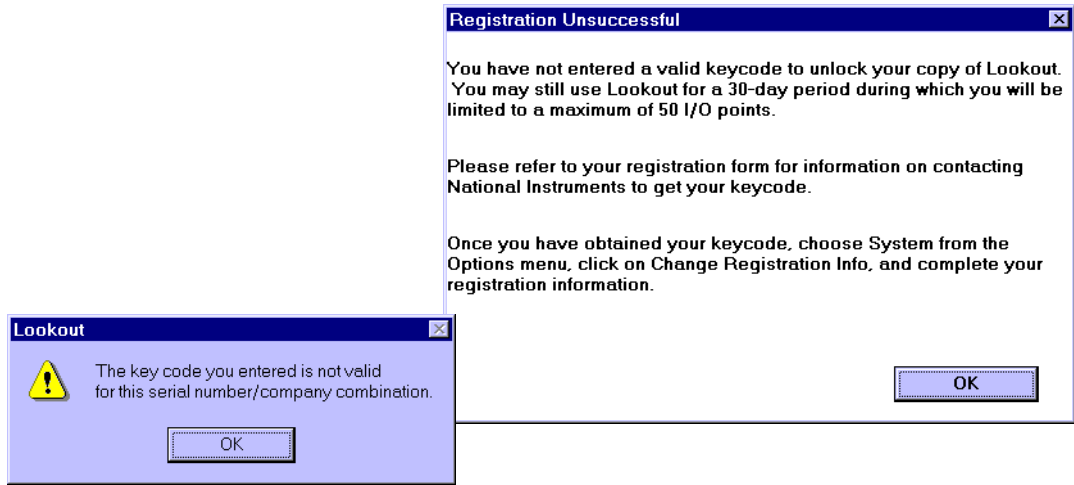 Registration Unsuccessful
You have not entered a valid keycode to unlock your copy of Lookout.
You may still use Lookout for a 30-day period during which you will be
limited to a maximum of 50 I/O points.
Please refer to your registration form for information on contacting
National Instruments to get your keycode.
Once you have obtained your keycode, choose System from the
Options menu, click on Change Registration Info, and complete your
registration information.
OK
Lookout
The key code you entered is not valid
for this serial number/company combination.
OK